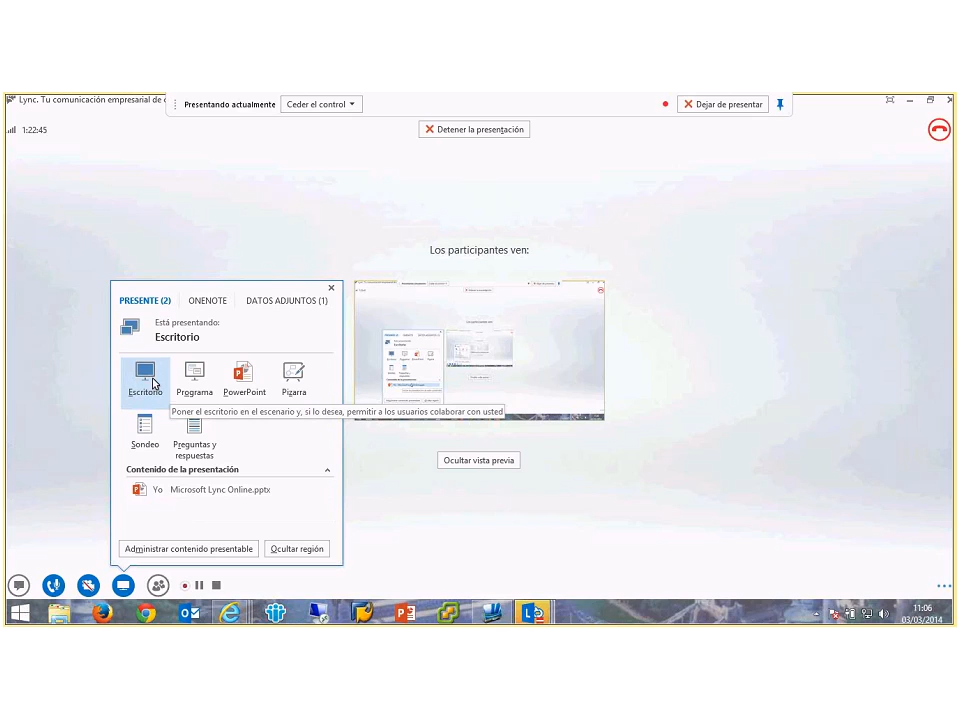 Lync. Tu comunicación empresarial de
Presentando actualmente
Ceder el control
Dejar de presentar
1:22:45
Detener la presentación
Los participantes ven:
PRESENTE (2) ONENOTE DATOS ADJUNTOS (1)
Está presentando:
Escritorio
Escritorio Programa PowerPoint Pizarra
Poner el escritorio en el escenario y, si lo desea, permitir a los usuarios colaborar con usted
Sondeo Preguntas y
respuestas
Ocultar vista previa
Contenido de la presentación
Yo Microsoft Lync Online.pptx
Administrar contenido presentable Ocultar región
11:06
03/03/2014